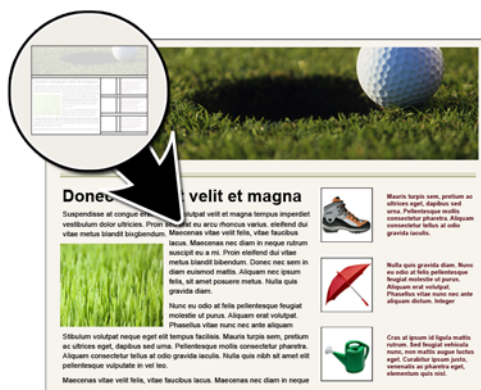 Donec velit et magna
Suspendisse at congue era volutpat velit et magna tempus imperdiet
vestibulum dolor ultricies. Proin sed erat eu arcu rhoncus varius. eleifend dui
vitae metus blandit bixgbendum. Maecenas vitae velit felis, vitae faucibus
lacus. Maecenas nec diam in neque rutrum
suscipit eu a mi. Proin eleifend dui vitae
metus blandit bibendum. Donec nec sem in
diam euismod mattis. Aliquam nec ipsum
felis, sit amet posuere metus. Nulla quis
gravida diam.
Nunc eu odio at felis pellentesque feugiat
molestie ut purus. Aliquam erat volutpat.
Phasellus vitae nunc nec ante aliquam
Stibulum volutpat neque eget elit tempus facilisis. Mauris turpis sem, pretium
ac ultrices eget, dapibus sed urna. Pellentesque mollis consectetur pharetra.
Aliquam consectetur tellus at odio gravida iaculis. Nulla quis nibh sit amet elit
pellentesque vulputate in vel leo.
Maecenas vitae velit felis, vitae faucibus lacus. Maecenas nec diam in neque
Mauris turpis sem, pretium ac
ultrices eget, dapibus sed
urna. Pellentesque mollis
consectetur pharetra. Aliquam
consectetur tellus at odio
gravida iaculis.
Nulla quis gravida diam. Nunc
eu odio at felis pellentesque
feugiat molestie ut purus.
Aliquam erat volutpat.
Phasellus vitae nunc nec ante
aliquam dictum. Integer
Cras at ipsum id ligula mattis
rutrum. Sed feugiat vehicula
nunc, non mattis augue luctus
eget. Curabitur ipsum justo,
venenatis ac pharetra eget,
elementum quis nisl.